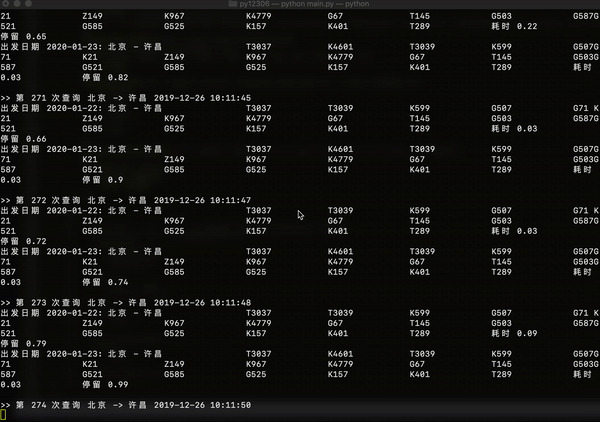 py12306 — python main.py — python
21 Z149 K967 K4779 G67 T145 G503 G587G
521 G585 G525 K157 K401 T289 耗时 0.22
停留 0.65
出发日期 2020-01-23: 北京 - 许昌 T3037 K4601 T3039 K599 G507G
71 K21 Z149 K967 K4779 G67 T145 G503G
587 G521 G585 G525 K157 K401 T289 耗时
0.03 停留 0.82
>> 第 271 次查询 北京 -> 许昌 2019-12-26 10:11:45
出发日期 2020-01-22: 北京 - 许昌 T3037 T3039 K599 G507 G71 K
21 Z149 K967 K4779 G67 T145 G503 G587G
521 G585 G525 K157 K401 T289 耗时 0.03
停留 0.66
出发日期 2020-01-23: 北京 - 许昌 T3037 K4601 T3039 K599 G507G
71 K21 Z149 K967 K4779 G67 T145 G503G
587 G521 G585 G525 K157 K401 T289 耗时
0.03 停留 0.9
>> 第 272 次查询 北京 -> 许昌 2019-12-26 10:11:47
出发日期 2020-01-22: 北京 - 许昌 T3037 T3039 K599 G507 G71 K
21 Z149 K967 K4779 G67 T145 G503 G587G
521 G585 G525 K157 K401 T289 耗时 0.03
停留 0.72
出发日期 2020-01-23: 北京 - 许昌 T3037 K4601 T3039 K599 G507G
71 K21 Z149 K967 K4779 G67 T145 G503G
587 G521 G585 G525 K157 K401 T289 耗时
0.03 停留 0.74
>> 第 273 次查询 北京 -> 许昌 2019-12-26 10:11:48
出发日期 2020-01-22: 北京 - 许昌 T3037 T3039 K599 G507 G71 K
21 Z149 K967 K4779 G67 T145 G503 G587G
521 G585 G525 K157 K401 T289 耗时 0.09
停留 0.79
出发日期 2020-01-23: 北京 - 许昌 T3037 K4601 T3039 K599 G507G
71 K21 Z149 K967 K4779 G67 T145 G503G
587 G521 G585 G525 K157 K401 T289 耗时
0.03 停留 0.99
>> 第 274 次查询 北京 -> 许昌 2019-12-26 10:11:50